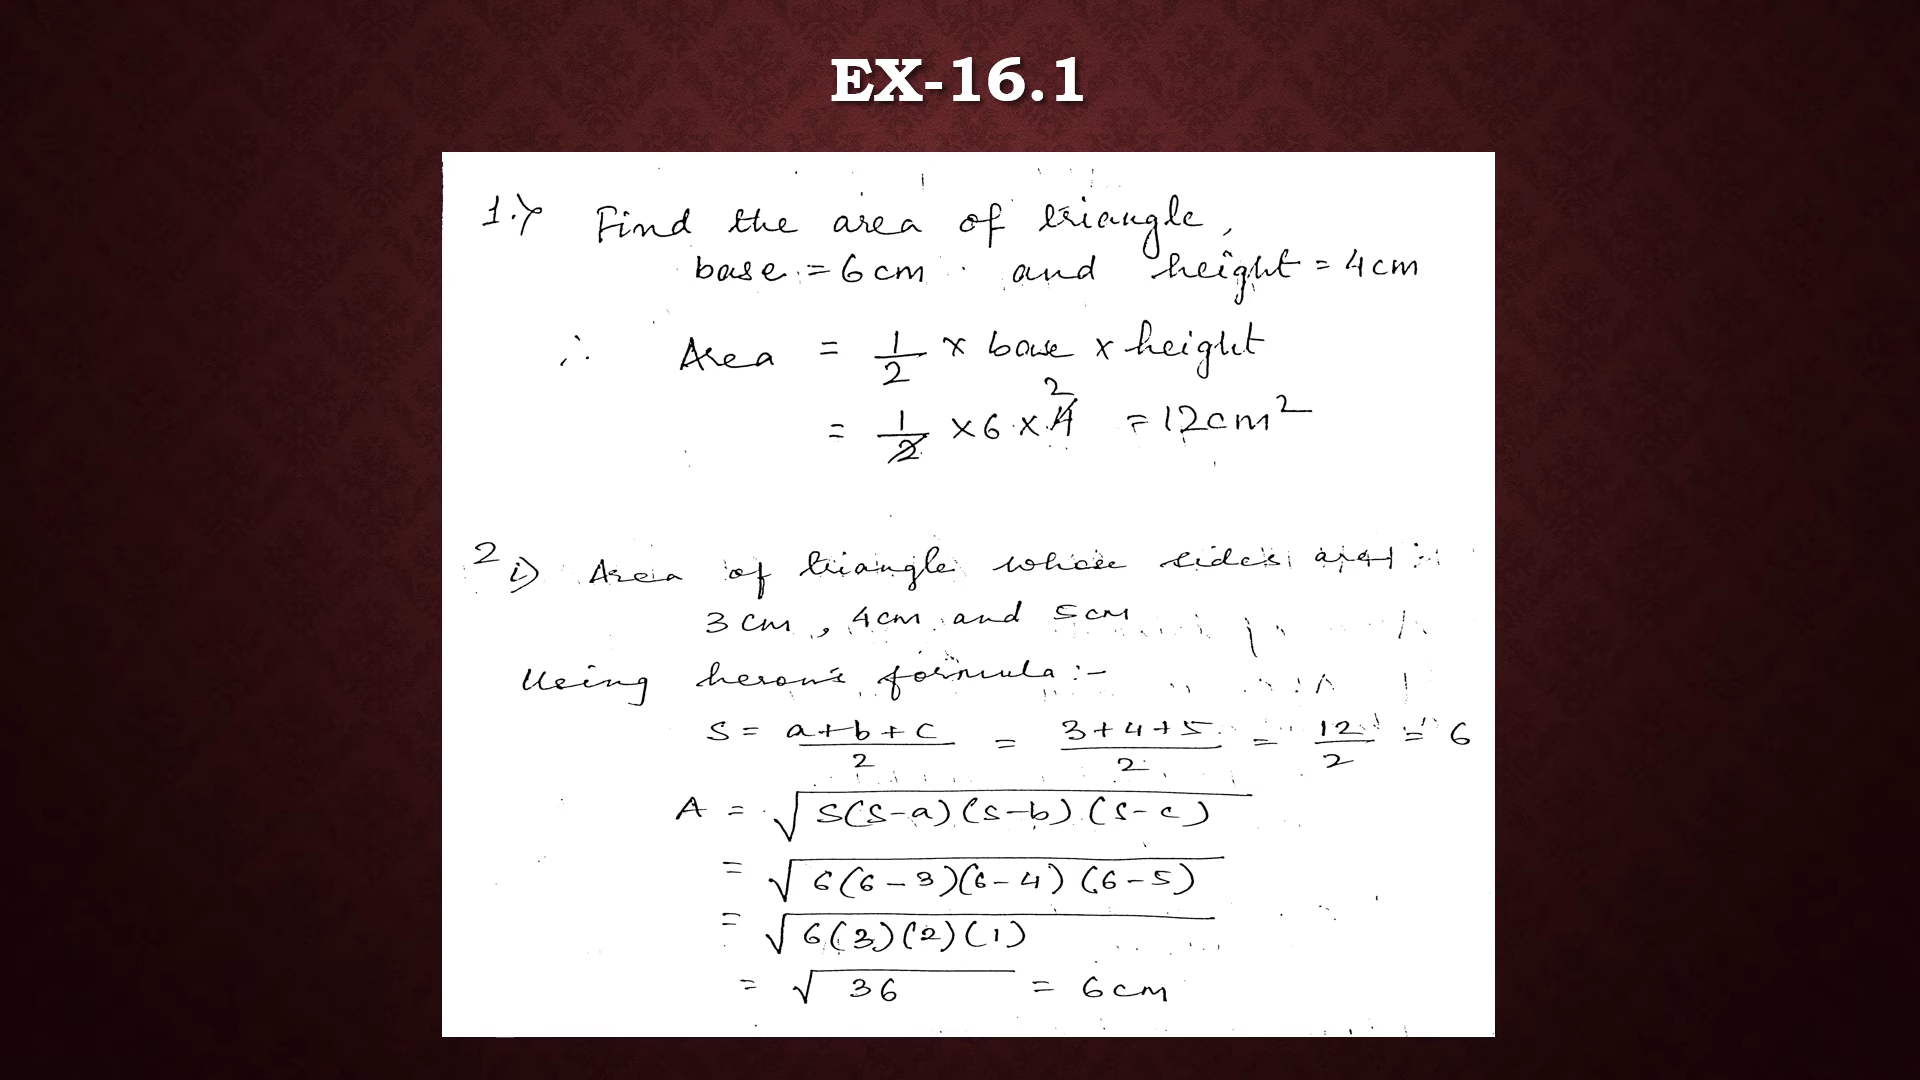 EX-16.1
1.) Find the area of triangle,
base = 6cm and height = 4cm
∴ Area = 1/2 × base × height
= 1/2 × 6 × 4 2 = 12cm²
2 i) Area of triangle whose sides are :-
3 cm, 4cm and 5cm
Using heron's formula :-
S = a+b+c/2 = 3+4+5/2 = 12/2 = 6
A = √S(S-a)(S-b)(S-c)
= √6(6-3)(6-4)(6-5)
= √6(3)(2)(1)
= √36 = 6cm